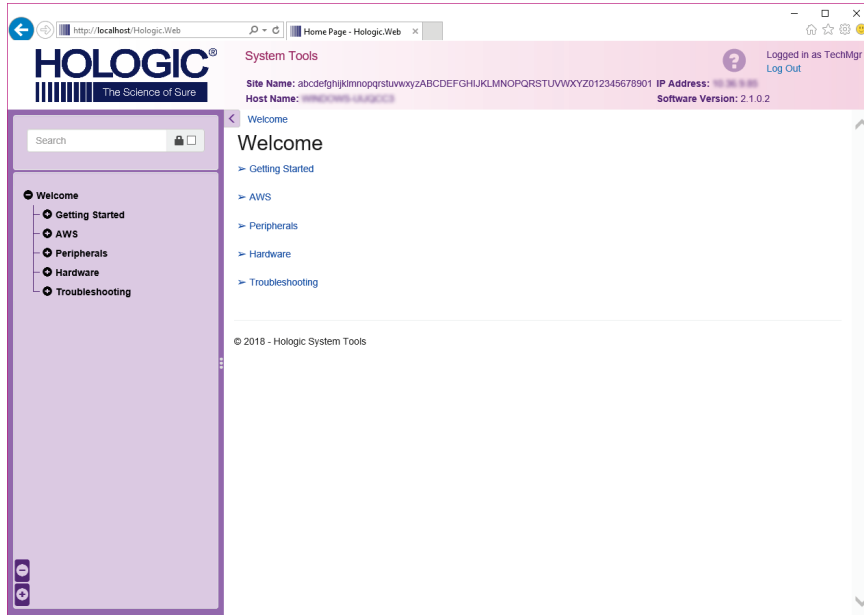 http://localhost/Hologic.Web
Home Page - Hologic.Web
HOLOGIC®
The Science of Sure
System Tools
Logged in as TechMgr
Log Out
Site Name: abcdefghijklmnopqrstuvwxyzABCDEFGHIJKLMNOPQRSTUVWXYZ012345678901 IP Address:
Host Name:
Software Version: 2.1.0.2
Search
Welcome
Getting Started
AWS
Peripherals
Hardware
Troubleshooting
Welcome
Welcome
➢ Getting Started
➢ AWS
➢ Peripherals
➢ Hardware
➢ Troubleshooting
© 2018 - Hologic System Tools